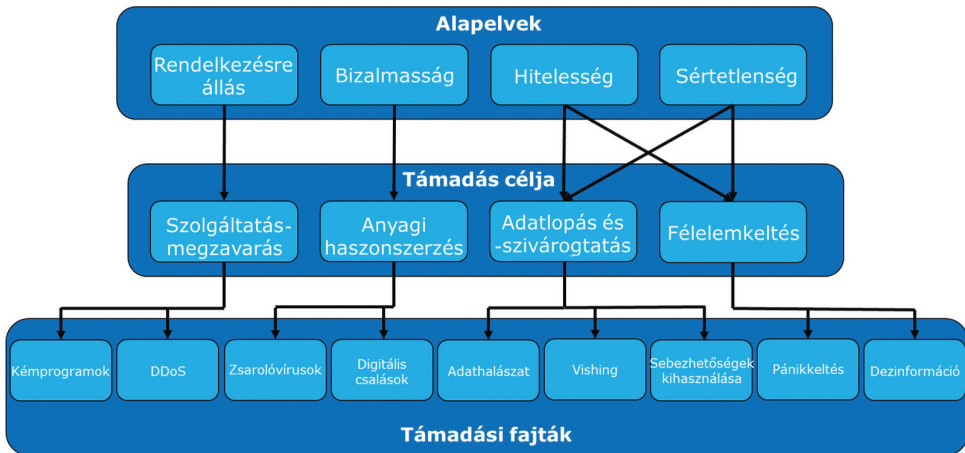 Alapelvek
Rendelkezésre
állás
Bizalmasság
Hitelesség
Sértetlenség
Támadás célja
Szolgáltatás-
megzavarás
Anyagi
haszonszerzés
Adatlopás és
-szivárogtatás
Félelemkeltés
Kémprogramok
DDoS
Zsarolóvírusok
Digitális
csalások
Adathalászat
Vishing
Sebezhetőségek
kihasználása
Pánikkeltés
Dezinformáció
Támadási fajták